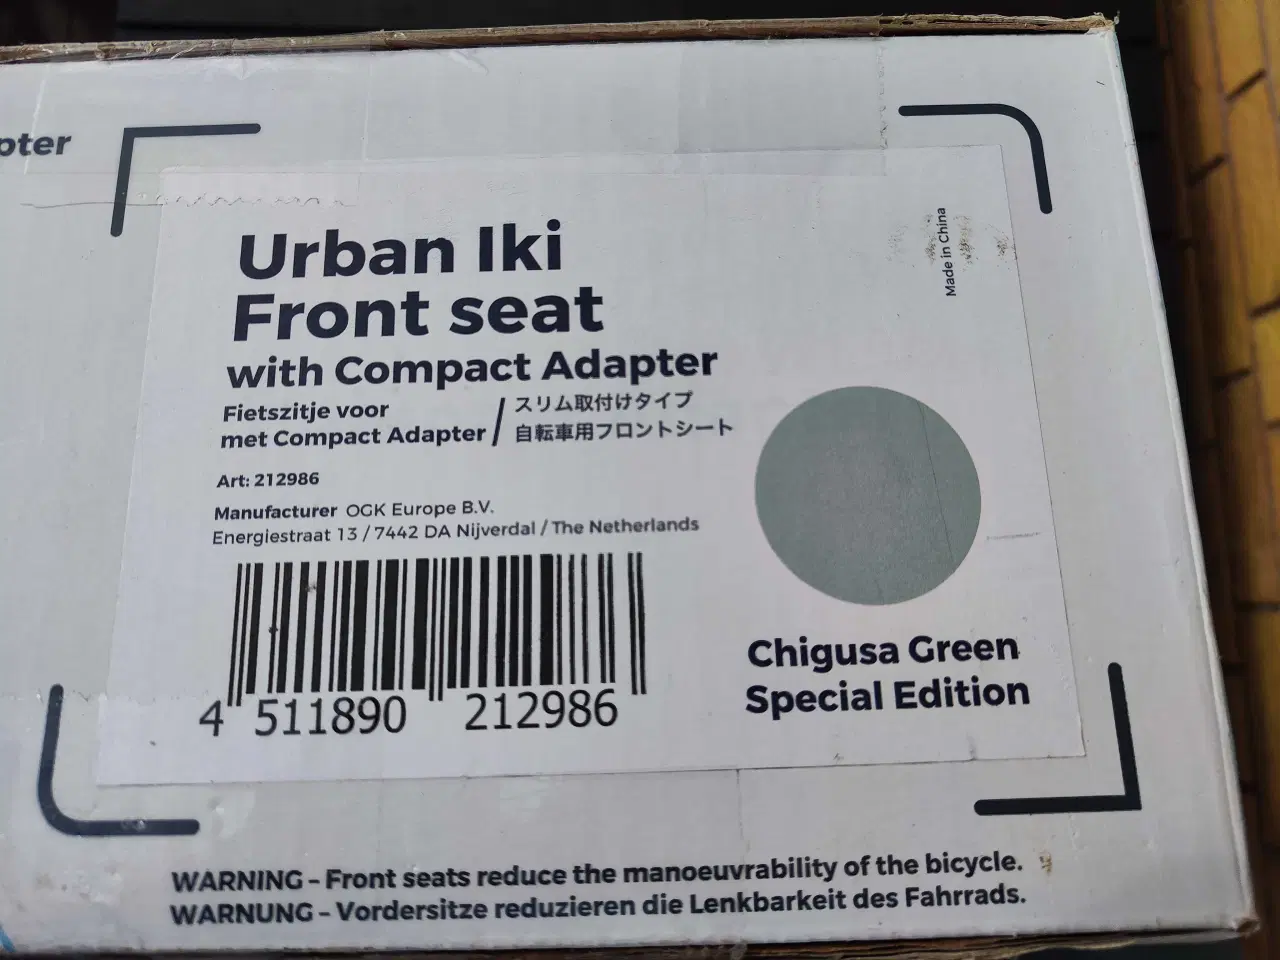 pter
Made in China
Urban Iki
Front seat
with Compact Adapter
Fietszitje voor
met Compact Adapter / スリム取付けタイプ
自転車用フロントシート
Art: 212986
Manufacturer OGK Europe B.V.
Energiestraat 13 / 7442 DA Nijverdal / The Netherlands
4 511890 212986
Chigusa Green
Special Edition
WARNING – Front seats reduce the manoeuvrability of the bicycle.
WARNUNG – Vordersitze reduzieren die Lenkbarkeit des Fahrrads.